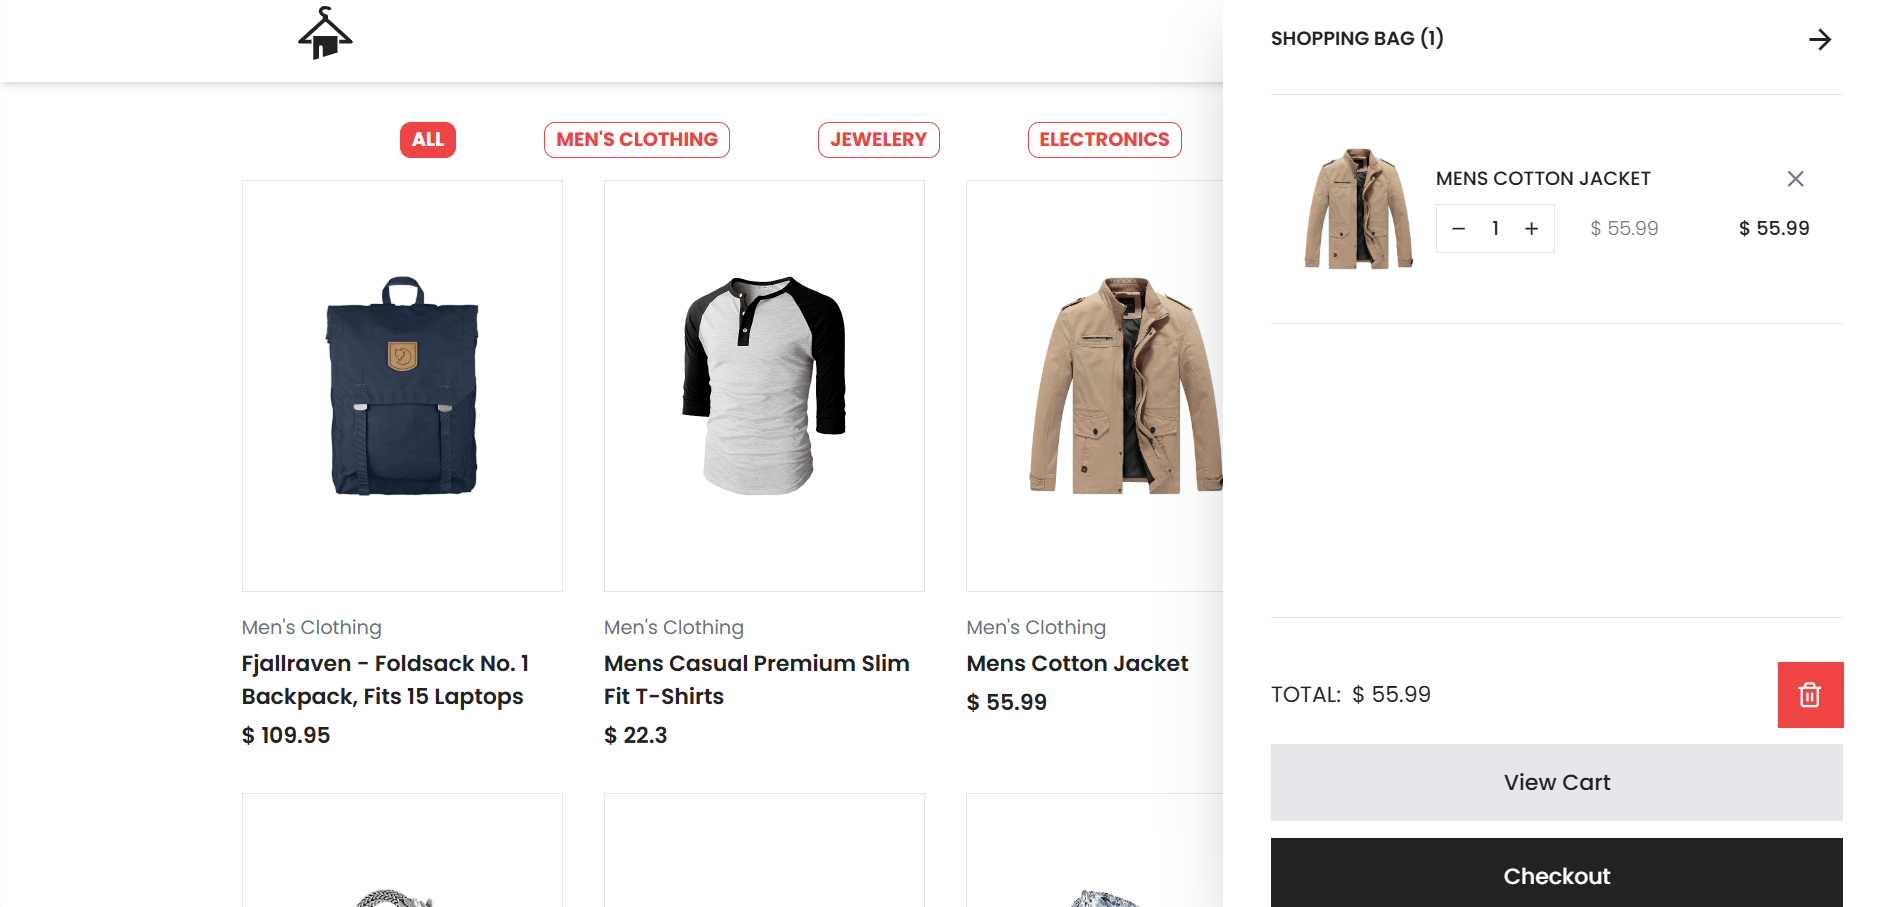 ALL
MEN'S CLOTHING
JEWELERY
ELECTRONICS
Men's Clothing
Fjallraven - Foldsack No. 1
Backpack, Fits 15 Laptops
$ 109.95
Men's Clothing
Mens Casual Premium Slim
Fit T-Shirts
$ 22.3
Men's Clothing
Mens Cotton Jacket
$ 55.99
SHOPPING BAG (1)
MENS COTTON JACKET
− 1 +
$ 55.99
$ 55.99
TOTAL: $ 55.99
View Cart
Checkout